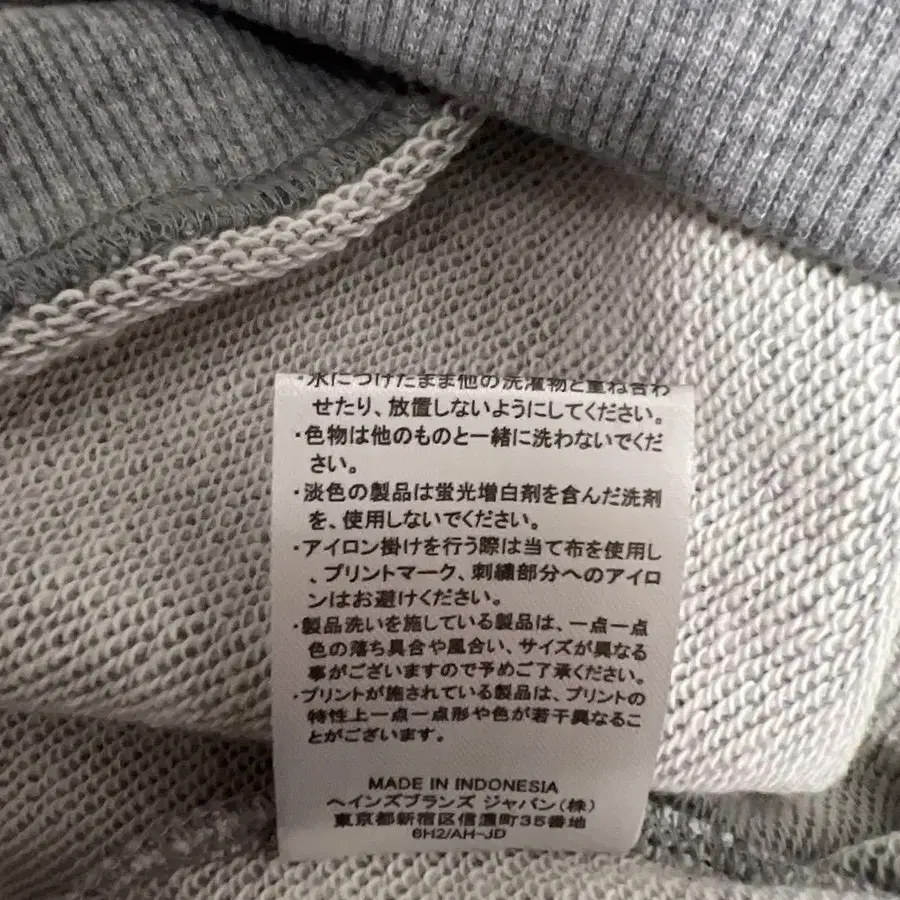 ・水につけたまま他の洗濯物と重ね合わ
せたり、放置しないようにしてください。
・色物は他のものと一緒に洗わないでくだ
さい。
・淡色の製品は蛍光増白剤を含んだ洗剤
を、使用しないでください。
・アイロン掛けを行う際は当て布を使用し
、プリントマーク、刺繍部分へのアイロ
ンはお避けください。
・製品洗いを施している製品は、一点一点
色の落ち具合や風合い、サイズが異なる
事がございますので予めご了承ください。
・プリントが施されている製品は、プリントの
特性上一点一点形や色が若干異なるこ
とがございます。
MADE IN INDONESIA
ヘインズブランズ ジャパン(株)
東京都新宿区信濃町35番地
6H2/AH-JD